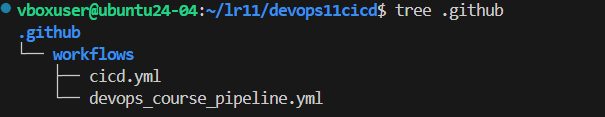 vboxuser@ubuntu24-04:~/lr11/devops11cicd$ tree .github
.github
└── workflows
    ├── cicd.yml
    └── devops_course_pipeline.yml